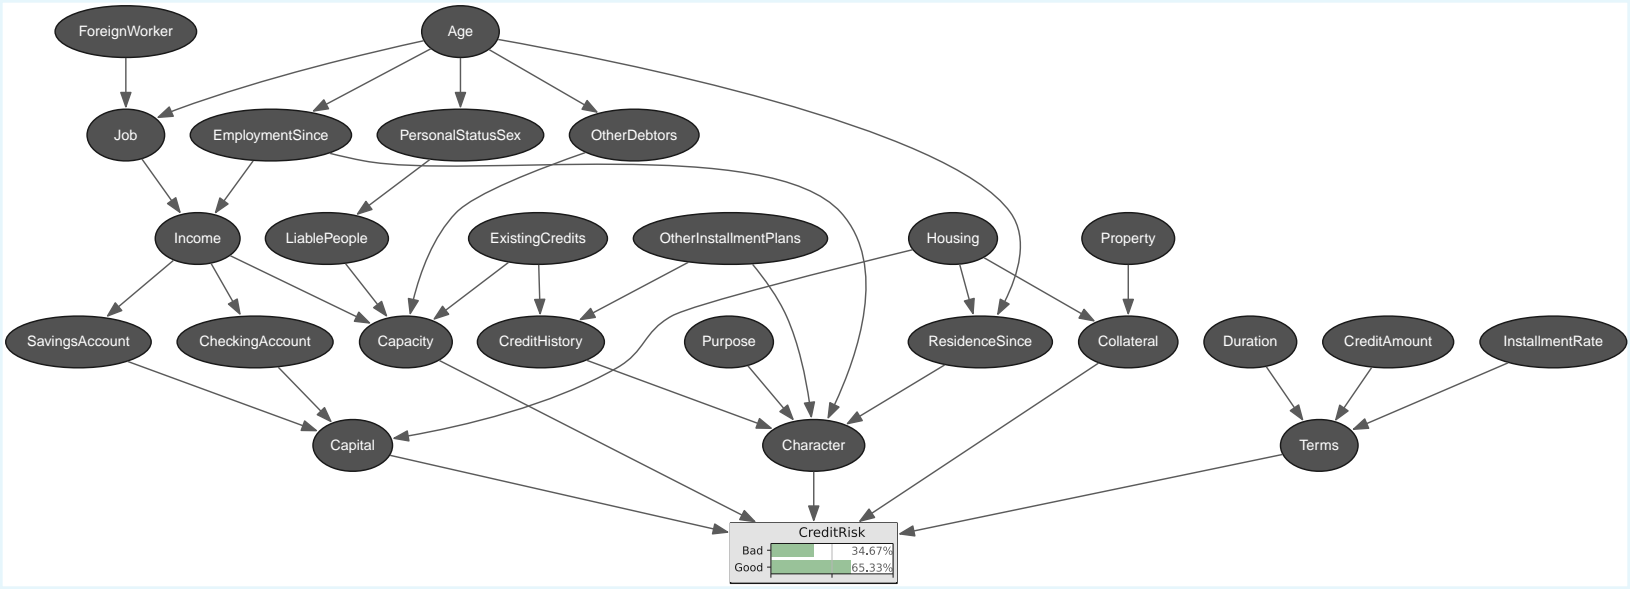 ForeignWorker
Age
Job
EmploymentSince
PersonalStatusSex
OtherDebtors
Income
LiablePeople
ExistingCredits
OtherInstallmentPlans
Housing
Property
SavingsAccount
CheckingAccount
Capacity
CreditHistory
Purpose
ResidenceSince
Collateral
Duration
CreditAmount
InstallmentRate
Capital
Character
Terms
CreditRisk
Bad 34.67%
Good 65.33%